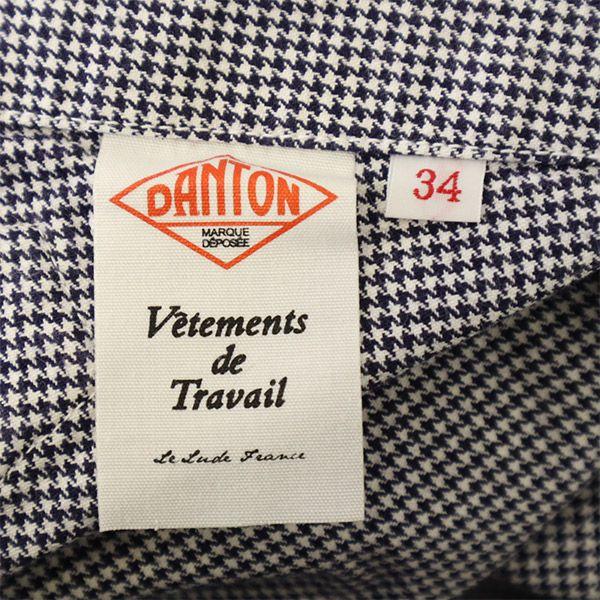 DANTON
MARQUE
DÉPOSÉE
34
Vêtements
de
Travail
Le Lude France